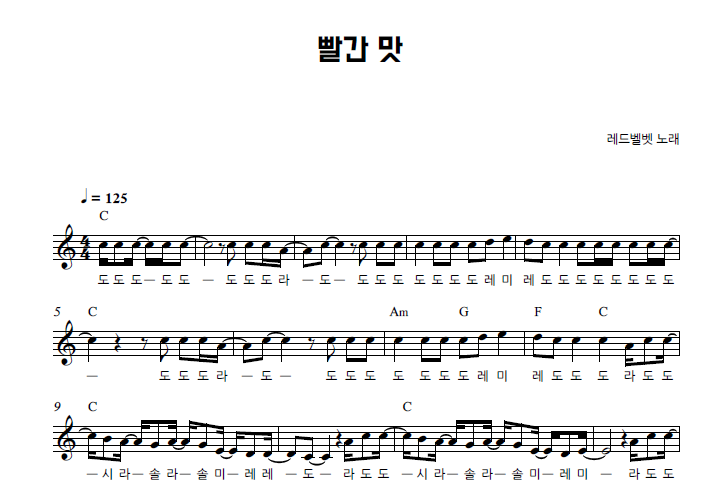 빨간 맛
레드벨벳 노래
♩ = 125
C
4
4
도 도 도 – 도 도 – 도 도 도 라 – 도 – 도 도 도 도 도 도 도 레 미 레 도 도 도 도 도 도 도 도
5 C Am G F C
– 도 도 도 라 – 도 – 도 도 도 도 도 도 도 레 미 레 도 도 도 라 도 도
9 C C
– 시 라 – 솔 라 – 솔 미 – 레 레 – 도 – 라 도 도 – 시 라 – 솔 라 – 솔 미 – 레 미 – 라 도 도